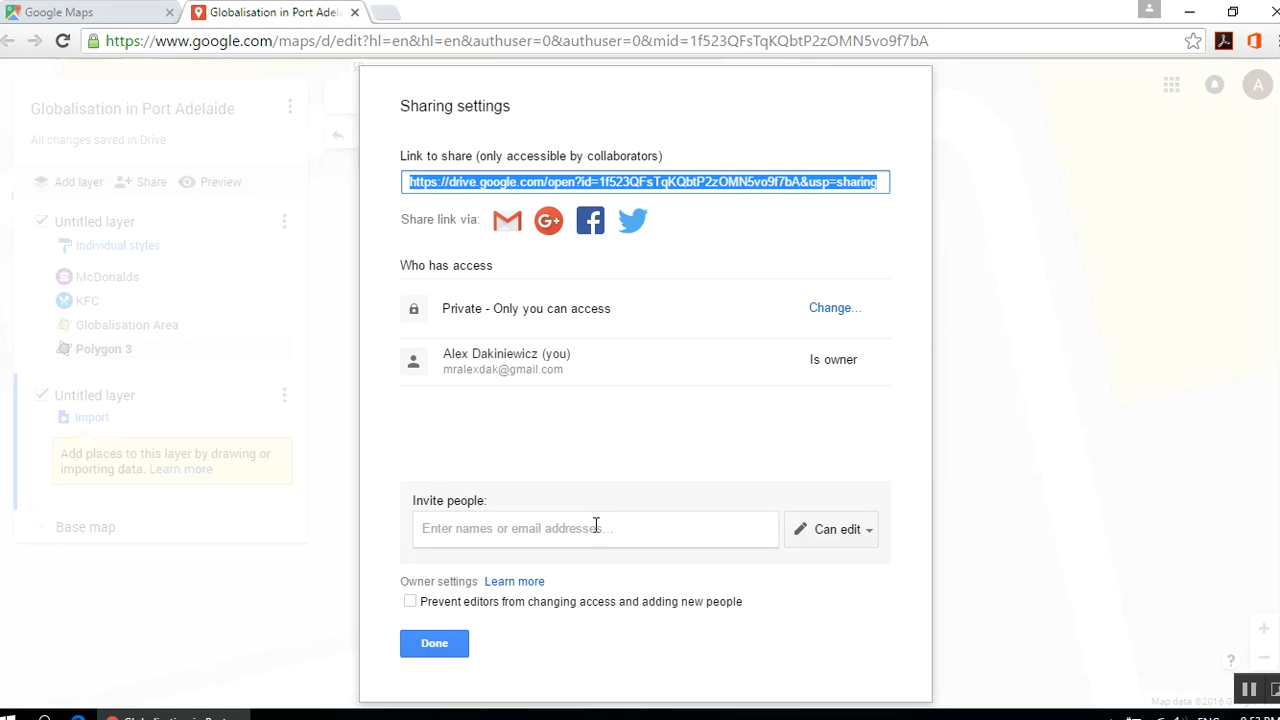 Google Maps
Globalisation in Port Adelai
https://www.google.com/maps/d/edit?hl=en&hl=en&authuser=0&authuser=0&mid=1f523QFsTqKQbtP2zOMN5vo9f7bA
Globalisation in Port Adelaide
All changes saved in Drive
Add layer
Share
Preview
Untitled layer
Individual styles
McDonalds
KFC
Globalisation Area
Polygon 3
Untitled layer
Import
Add places to this layer by drawing or
importing data. Learn more
Base map
Sharing settings
Link to share (only accessible by collaborators)
https://drive.google.com/open?id=1f523QFsTqKQbtP2zOMN5vo9f7bA&usp=sharing
Share link via:
Who has access
Private - Only you can access
Change...
Alex Dakiniewicz (you)
mralexdak@gmail.com
Is owner
Invite people:
Enter names or email addresses...
Can edit
Owner settings Learn more
Prevent editors from changing access and adding new people
Done
A
?
Map data ©2016